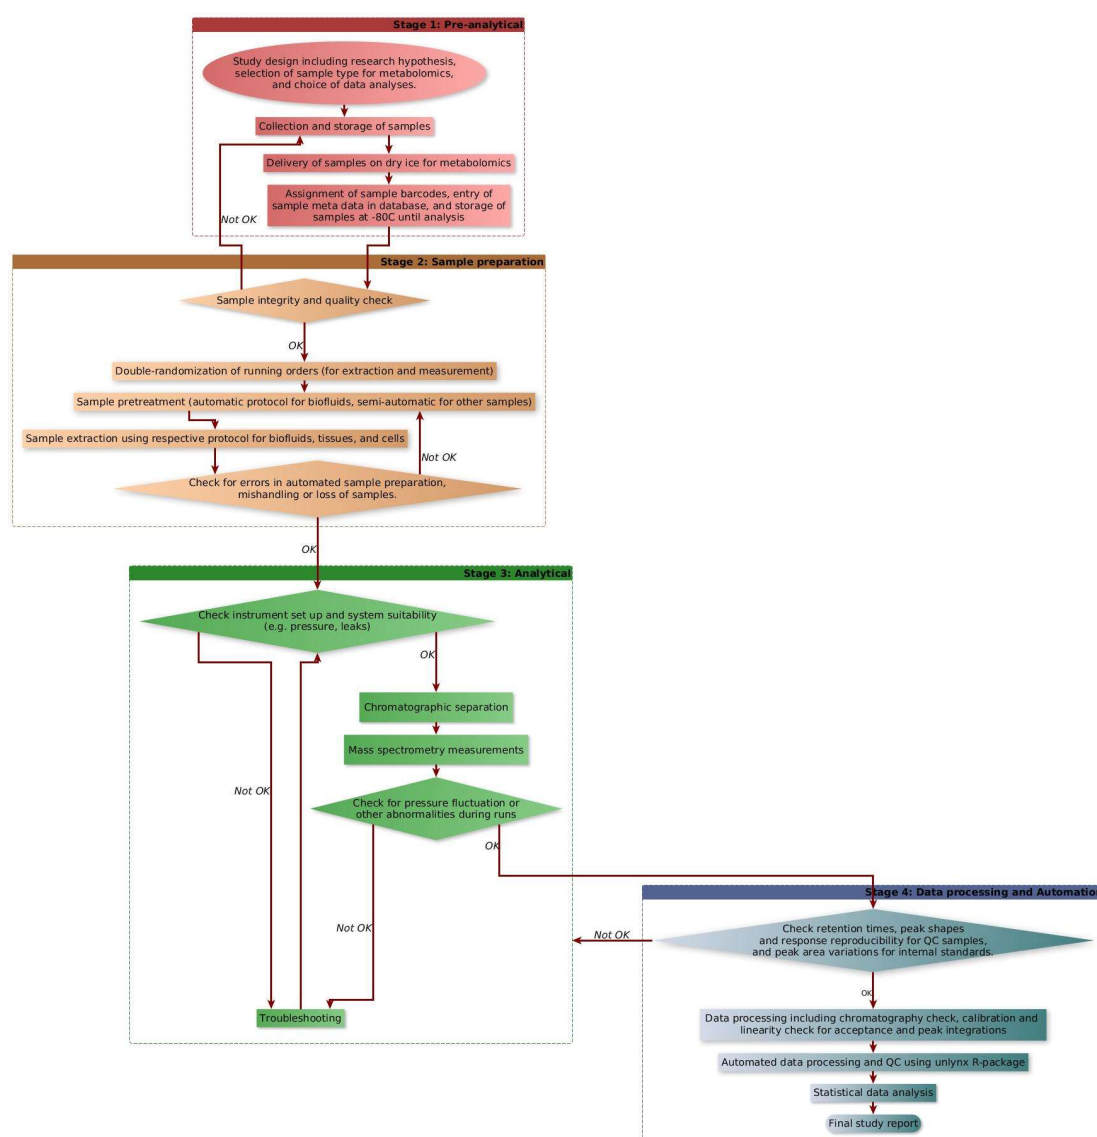 Stage 1: Pre-analytical
Study design including research hypothesis,
selection of sample type for metabolomics,
and choice of data analyses.
Collection and storage of samples
Delivery of samples on dry ice for metabolomics
Assignment of sample barcodes, entry of
sample meta data in database, and storage of
samples at -80C until analysis
Not OK
Stage 2: Sample preparation
Sample integrity and quality check
OK
Double-randomization of running orders (for extraction and measurement)
Sample pretreatment (automatic protocol for biofluids, semi-automatic for other samples)
Sample extraction using respective protocol for biofluids, tissues, and cells
Not OK
Check for errors in automated sample preparation,
mishandling or loss of samples.
OK
Stage 3: Analytical
Check instrument set up and system suitability
(e.g. pressure, leaks)
OK
Chromatographic separation
Mass spectrometry measurements
Not OK
Check for pressure fluctuation or
other abnormalities during runs
OK
Not OK
Troubleshooting
Stage 4: Data processing and Automatio
Check retention times, peak shapes
and response reproducibility for QC samples,
and peak area variations for internal standards.
Not OK
OK
Data processing including chromatography check, calibration and
linearity check for acceptance and peak integrations
Automated data processing and QC using unlynx R-package
Statistical data analysis
Final study report